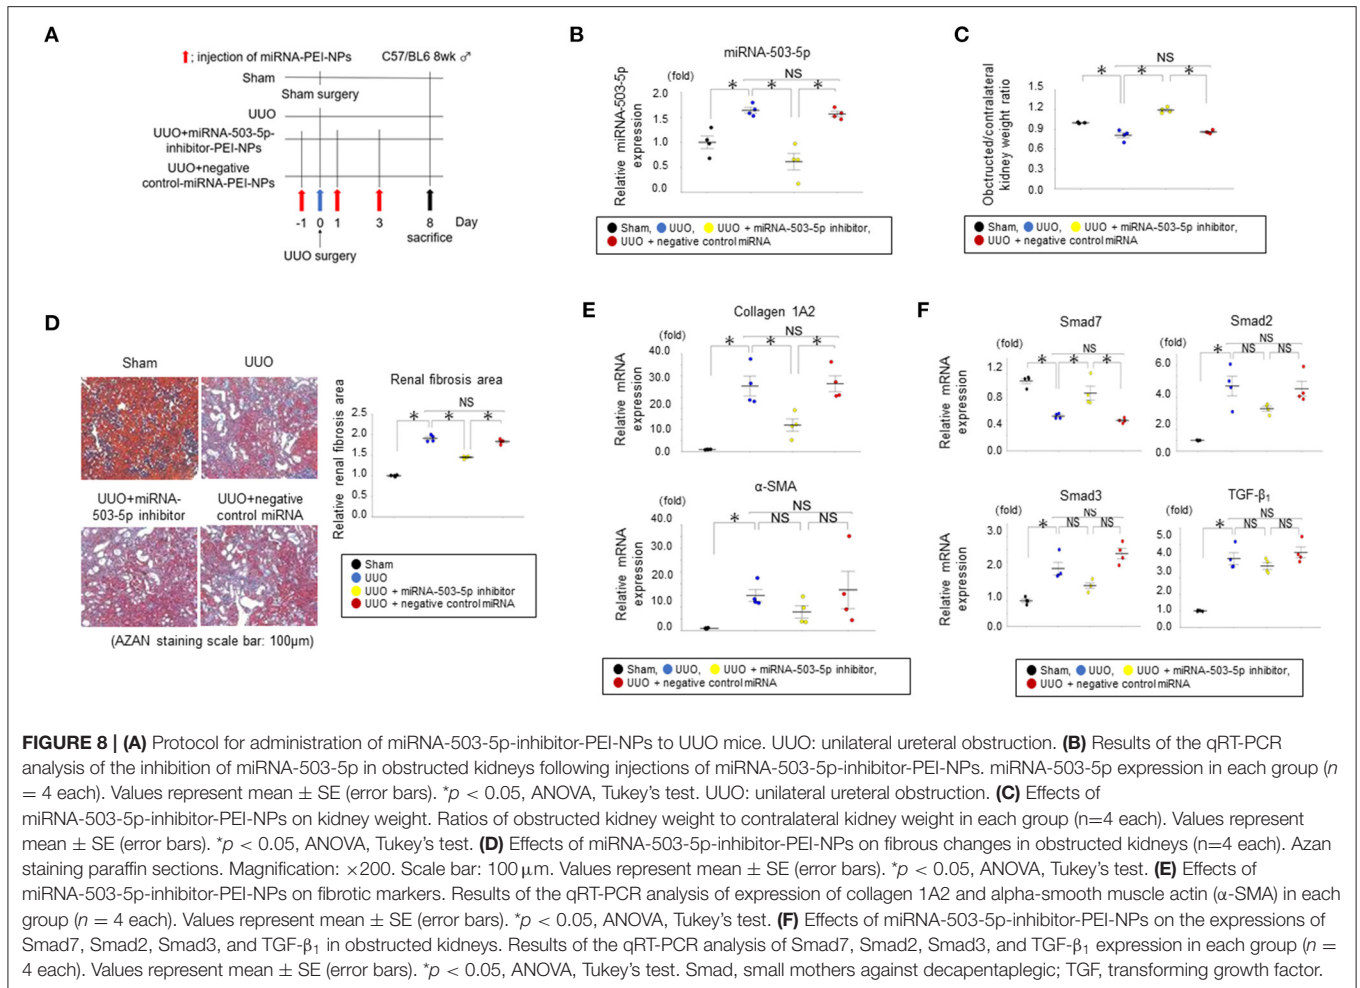 A
; injection of miRNA-PEI-NPs
C57/BL6 8wk ♂
Sham
Sham surgery
UUO
UUO+miRNA-503-5p-
inhibitor-PEI-NPs
UUO+negative
control-miRNA-PEI-NPs
-1 0 1 3 8 Day
sacrifice
UUO surgery
B
miRNA-503-5p
(fold)
NS
* * *
Relative miRNA-503-5p
expression
2.0
1.5
1.0
0.5
0.0
Sham, UUO, UUO + miRNA-503-5p inhibitor,
UUO + negative control miRNA
C
NS
* * *
Obctructed/contralateral
kidney weight ratio
1.5
1.2
0.9
0.6
0.3
0.0
Sham, UUO, UUO + miRNA-503-5p inhibitor,
UUO + negative control miRNA
D
Sham
UUO
UUO+miRNA-
503-5p inhibitor
UUO+negative
control miRNA
(AZAN staining scale bar: 100μm)
Renal fibrosis area
NS
* * *
Relative renal fibrosis area
2.5
2.0
1.5
1.0
0.5
0.0
Sham
UUO
UUO + miRNA-503-5p inhibitor
UUO + negative control miRNA
E
Collagen 1A2
(fold)
NS
* * *
Relative mRNA
expression
40.0
30.0
20.0
10.0
0.0
α-SMA
(fold)
NS
* NS NS
Relative mRNA
expression
40.0
30.0
20.0
10.0
0.0
Sham, UUO, UUO + miRNA-503-5p inhibitor,
UUO + negative control miRNA
F
Smad7
(fold)
NS
* * *
Relative mRNA
expression
1.2
0.8
0.4
0.0
Smad2
(fold)
NS
* NS NS
6.0
4.0
2.0
0.0
Smad3
(fold)
NS
* NS NS
Relative mRNA
expression
3.0
2.0
1.0
0.0
TGF-β1
(fold)
NS
* NS NS
5.0
4.0
3.0
2.0
1.0
0.0
Sham, UUO, UUO + miRNA-503-5p inhibitor,
UUO + negative control miRNA
FIGURE 8 | (A) Protocol for administration of miRNA-503-5p-inhibitor-PEI-NPs to UUO mice. UUO: unilateral ureteral obstruction. (B) Results of the qRT-PCR
analysis of the inhibition of miRNA-503-5p in obstructed kidneys following injections of miRNA-503-5p-inhibitor-PEI-NPs. miRNA-503-5p expression in each group (n
= 4 each). Values represent mean ± SE (error bars). *p < 0.05, ANOVA, Tukey's test. UUO: unilateral ureteral obstruction. (C) Effects of
miRNA-503-5p-inhibitor-PEI-NPs on kidney weight. Ratios of obstructed kidney weight to contralateral kidney weight in each group (n=4 each). Values represent
mean ± SE (error bars). *p < 0.05, ANOVA, Tukey's test. (D) Effects of miRNA-503-5p-inhibitor-PEI-NPs on fibrous changes in obstructed kidneys (n=4 each). Azan
staining paraffin sections. Magnification: ×200. Scale bar: 100 μm. Values represent mean ± SE (error bars). *p < 0.05, ANOVA, Tukey's test. (E) Effects of
miRNA-503-5p-inhibitor-PEI-NPs on fibrotic markers. Results of the qRT-PCR analysis of expression of collagen 1A2 and alpha-smooth muscle actin (α-SMA) in each
group (n = 4 each). Values represent mean ± SE (error bars). *p < 0.05, ANOVA, Tukey's test. (F) Effects of miRNA-503-5p-inhibitor-PEI-NPs on the expressions of
Smad7, Smad2, Smad3, and TGF-β1 in obstructed kidneys. Results of the qRT-PCR analysis of Smad7, Smad2, Smad3, and TGF-β1 expression in each group (n =
4 each). Values represent mean ± SE (error bars). *p < 0.05, ANOVA, Tukey's test. Smad, small mothers against decapentaplegic; TGF, transforming growth factor.